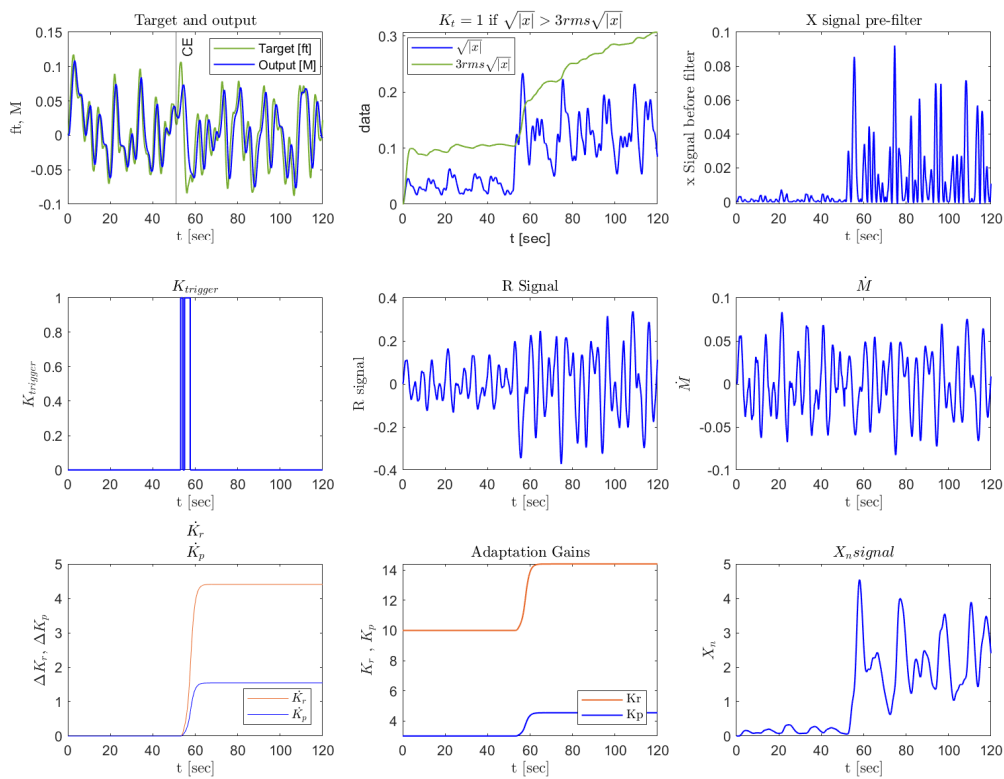 Target and output
ft, M
0.15
0.1
0.05
0
-0.05
-0.1
CE
Target [ft]
Output [M]
0 20 40 60 80 100 120
t [sec]
K_t = 1 if √|x| > 3rms√|x|
data
0.3
0.2
0.1
0
√|x|
3rms√|x|
0 20 40 60 80 100 120
t [sec]
X signal pre-filter
x Signal before filter
0.1
0.08
0.06
0.04
0.02
0
0 20 40 60 80 100 120
t [sec]
K_trigger
K_trigger
1
0.8
0.6
0.4
0.2
0
0 20 40 60 80 100 120
t [sec]
R Signal
R signal
0.4
0.2
0
-0.2
-0.4
0 20 40 60 80 100 120
t [sec]
Ṁ
Ṁ
0.1
0.05
0
-0.05
-0.1
0 20 40 60 80 100 120
t [sec]
K̇_r
K̇_p
ΔK_r, ΔK_p
5
4
3
2
1
0
K̇_r
K̇_p
0 20 40 60 80 100 120
t [sec]
Adaptation Gains
K_r , K_p
14
12
10
8
6
4
Kr
Kp
0 20 40 60 80 100 120
t [sec]
X_n signal
X_n
5
4
3
2
1
0
0 20 40 60 80 100 120
t [sec]